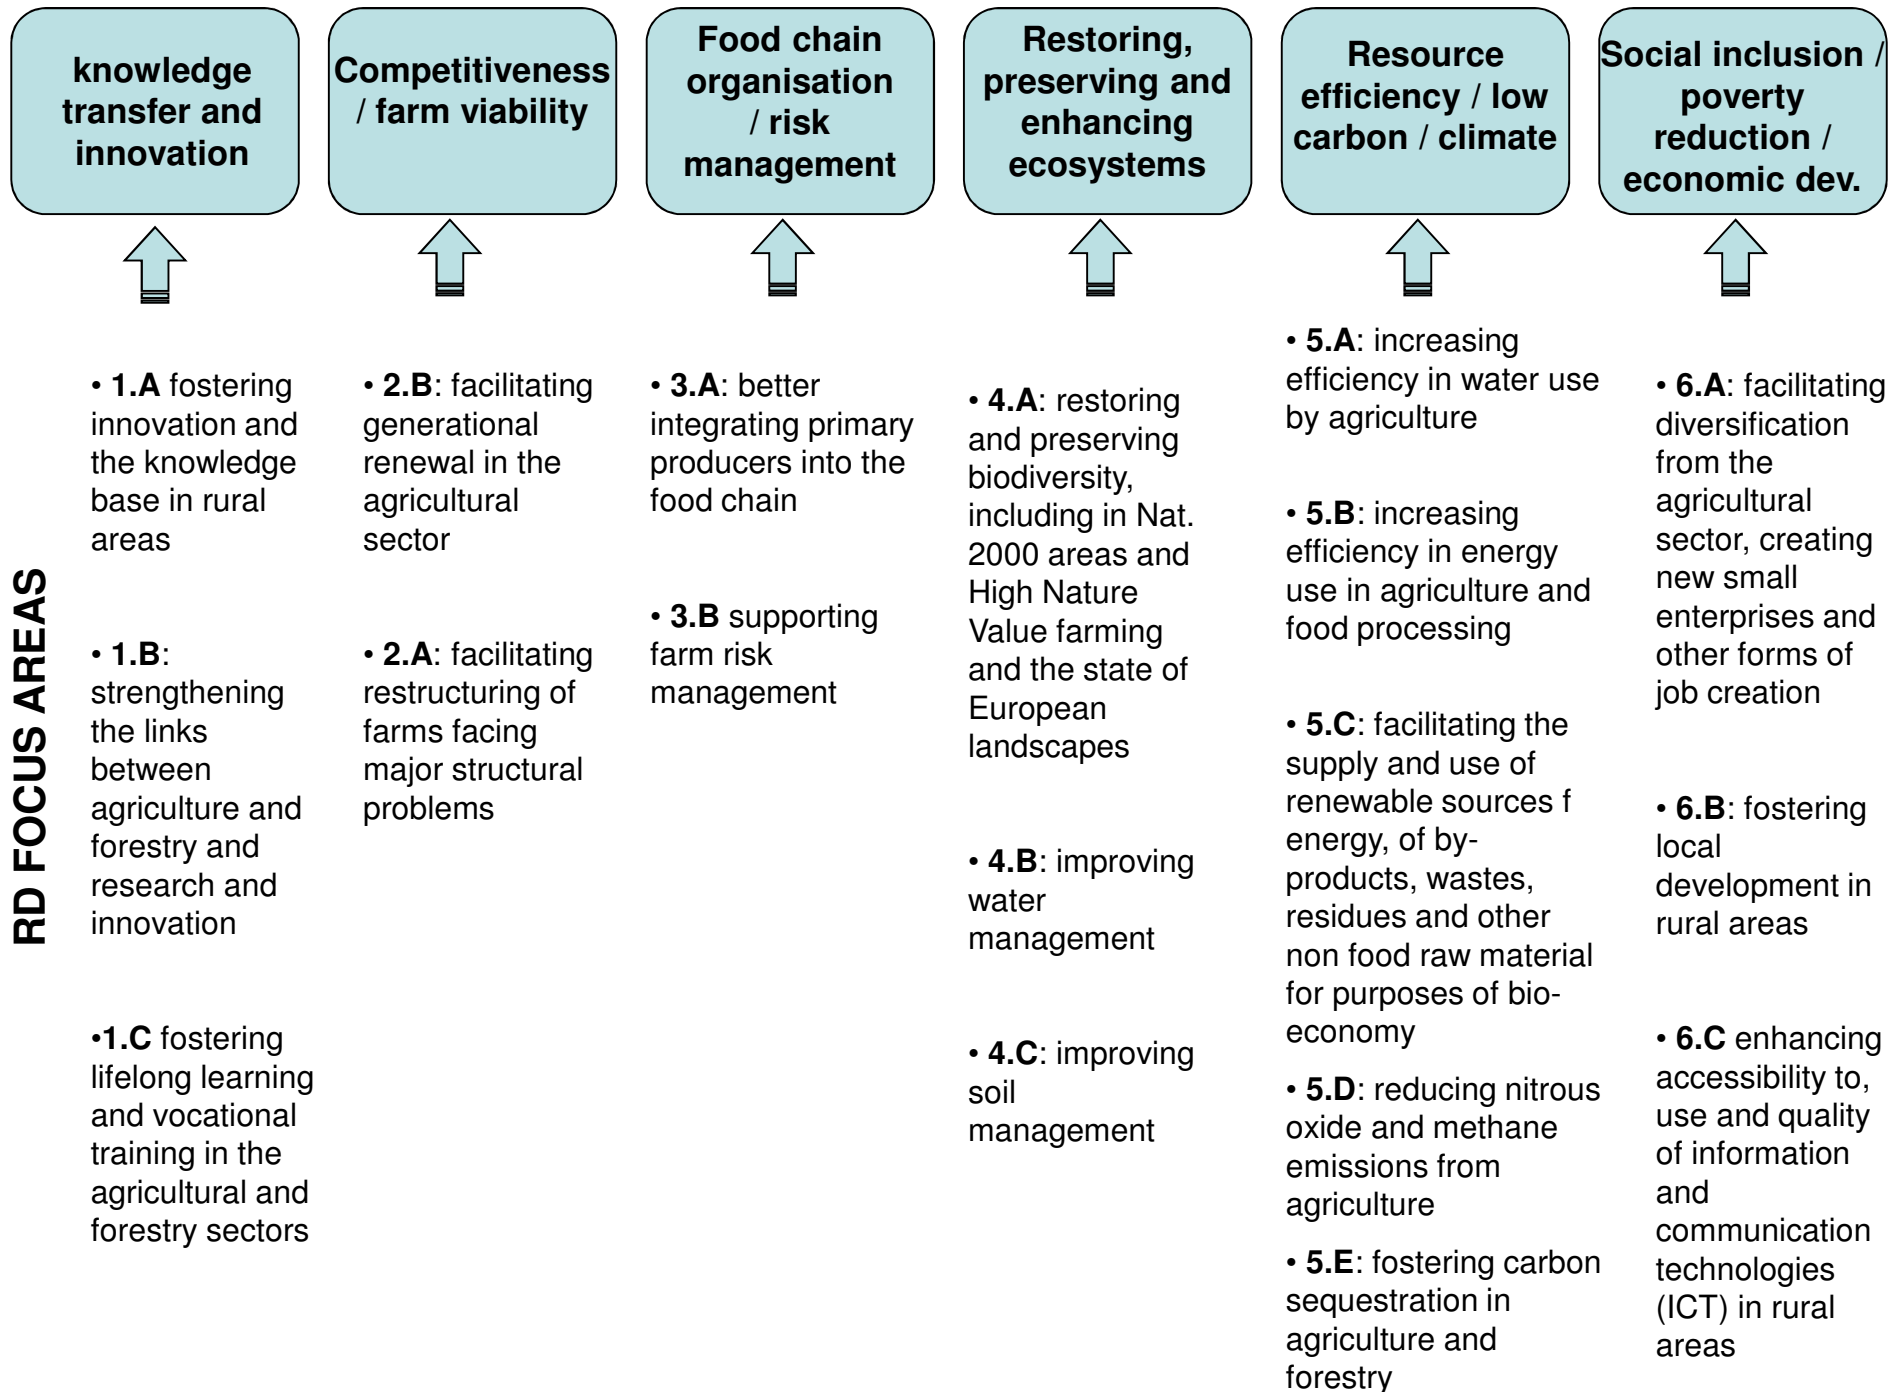 knowledge
transfer and
innovation
Competitiveness
/ farm viability
Food chain
organisation
/ risk
management
Restoring,
preserving and
enhancing
ecosystems
Resource
efficiency / low
carbon / climate
Social inclusion /
poverty
reduction /
economic dev.
RD FOCUS AREAS
• 1.A fostering
innovation and
the knowledge
base in rural
areas
• 1.B:
strengthening
the links
between
agriculture and
forestry and
research and
innovation
•1.C fostering
lifelong learning
and vocational
training in the
agricultural and
forestry sectors
• 2.B: facilitating
generational
renewal in the
agricultural
sector
• 2.A: facilitating
restructuring of
farms facing
major structural
problems
• 3.A: better
integrating primary
producers into the
food chain
• 3.B supporting
farm risk
management
• 4.A: restoring
and preserving
biodiversity,
including in Nat.
2000 areas and
High Nature
Value farming
and the state of
European
landscapes
• 4.B: improving
water
management
• 4.C: improving
soil
management
• 5.A: increasing
efficiency in water use
by agriculture
• 5.B: increasing
efficiency in energy
use in agriculture and
food processing
• 5.C: facilitating the
supply and use of
renewable sources f
energy, of by-
products, wastes,
residues and other
non food raw material
for purposes of bio-
economy
• 5.D: reducing nitrous
oxide and methane
emissions from
agriculture
• 5.E: fostering carbon
sequestration in
agriculture and
forestry
• 6.A: facilitating
diversification
from the
agricultural
sector, creating
new small
enterprises and
other forms of
job creation
• 6.B: fostering
local
development in
rural areas
• 6.C enhancing
accessibility to,
use and quality
of information
and
communication
technologies
(ICT) in rural
areas